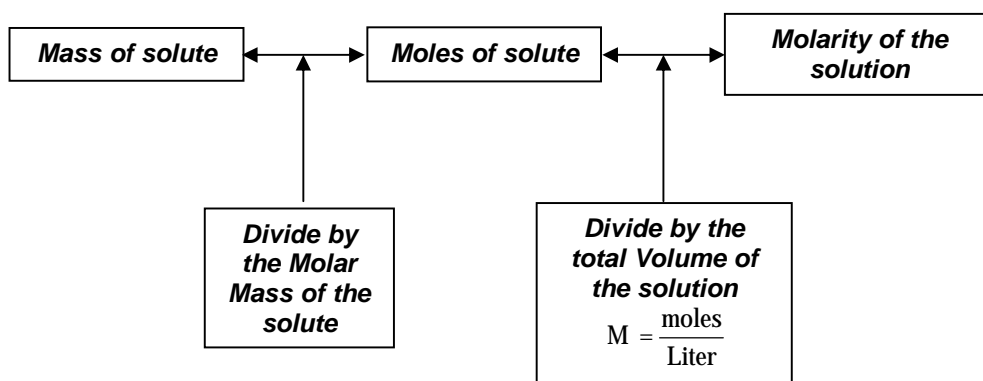 Mass of solute
Moles of solute
Molarity of the
solution
Divide by
the Molar
Mass of the
solute
Divide by the
total Volume of
the solution
M = moles
Liter